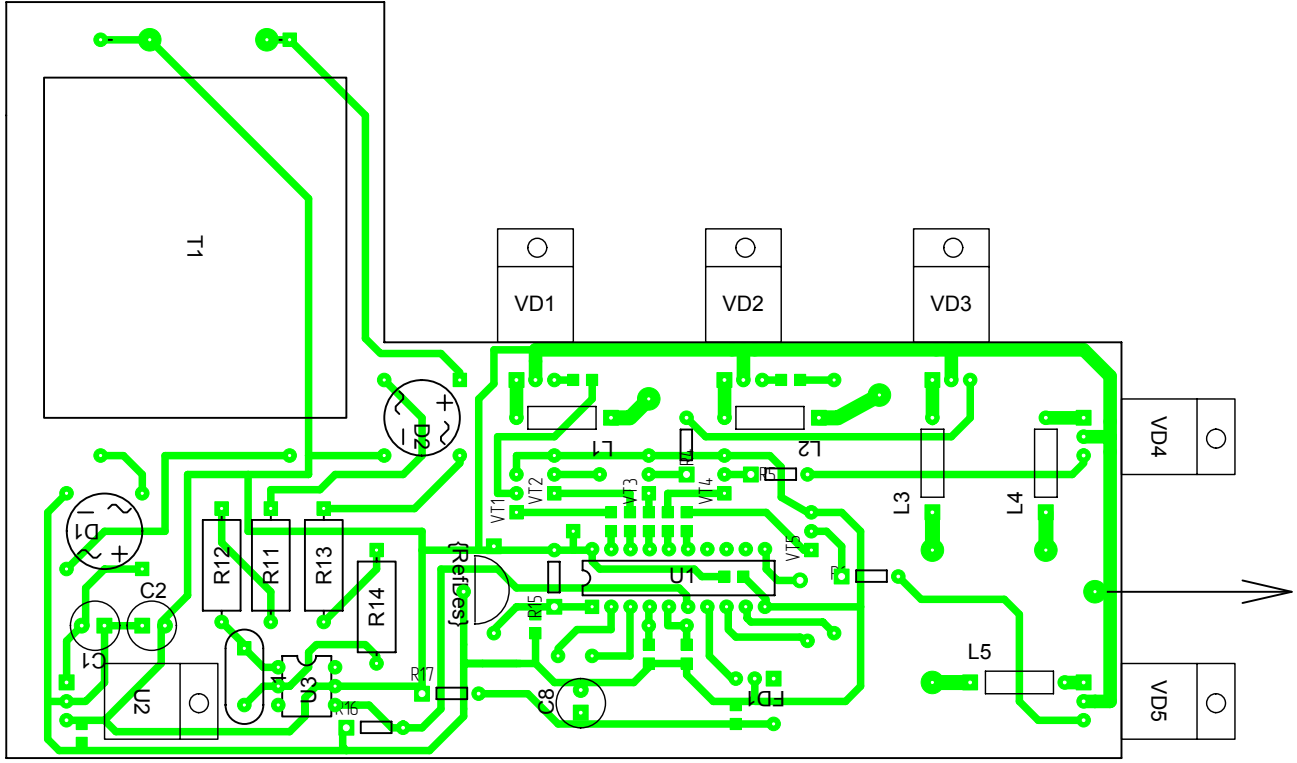 T1
VD1
VD2
VD3
VD4
D2
L1
L2
R4
R5
L3
L4
VT1
VT2
VT3
VT4
VT5
D1
R12
R11
R13
R14
{RefDes}
U1
C2
R15
C1
U2
U3
R17
R16
C8
FD1
L5
VD5